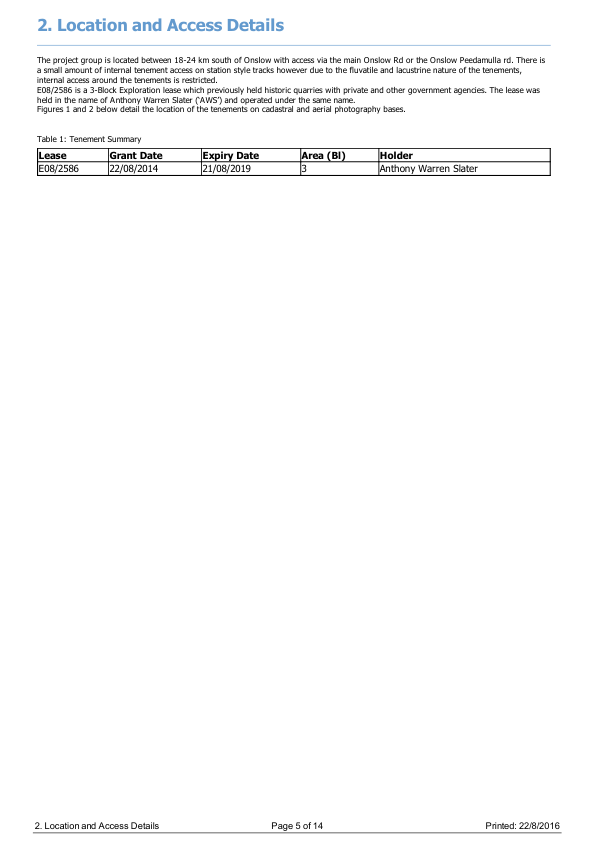 2. Location and Access Details
The project group is located between 18-24 km south of Onslow with access via the main Onslow Rd or the Onslow Peedamulla rd. There is
a small amount of internal tenement access on station style tracks however due to the fluvatile and lacustrine nature of the tenements,
internal access around the tenements is restricted.
E08/2586 is a 3-Block Exploration lease which previously held historic quarries with private and other government agencies. The lease was
held in the name of Anthony Warren Slater ('AWS') and operated under the same name.
Figures 1 and 2 below detail the location of the tenements on cadastral and aerial photography bases.
Table 1: Tenement Summary
Lease Grant Date Expiry Date Area (Bl) Holder
E08/2586 22/08/2014 21/08/2019 3 Anthony Warren Slater
2. Location and Access Details Page 5 of 14 Printed: 22/8/2016